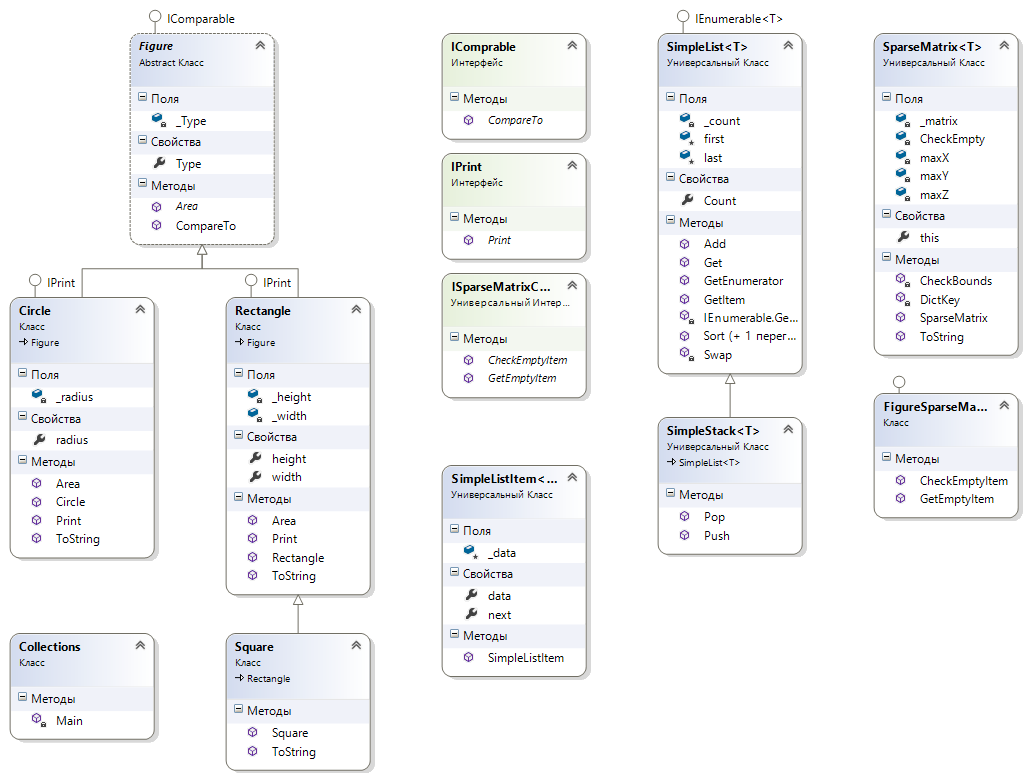 IComparable
Figure
Abstract Класс
Поля
_Type
Свойства
Type
Методы
Area
CompareTo
IPrint
Circle
Класс
Figure
Поля
_radius
Свойства
radius
Методы
Area
Circle
Print
ToString
IPrint
Rectangle
Класс
Figure
Поля
_height
_width
Свойства
height
width
Методы
Area
Print
Rectangle
ToString
Collections
Класс
Методы
Main
Square
Класс
Rectangle
Методы
Square
ToString
IComprable
Интерфейс
Методы
CompareTo
IPrint
Интерфейс
Методы
Print
ISparseMatrixC...
Универсальный Интер...
Методы
CheckEmptyItem
GetEmptyItem
SimpleListItem<...
Универсальный Класс
Поля
_data
Свойства
data
next
Методы
SimpleListItem
IEnumerable<T>
SimpleList<T>
Универсальный Класс
Поля
_count
first
last
Свойства
Count
Методы
Add
Get
GetEnumerator
GetItem
IEnumerable.Ge...
Sort (+ 1 перег...
Swap
SimpleStack<T>
Универсальный Класс
SimpleList<T>
Методы
Pop
Push
SparseMatrix<T>
Универсальный Класс
Поля
_matrix
CheckEmpty
maxX
maxY
maxZ
Свойства
this
Методы
CheckBounds
DictKey
SparseMatrix
ToString
FigureSparseMa...
Класс
Методы
CheckEmptyItem
GetEmptyItem